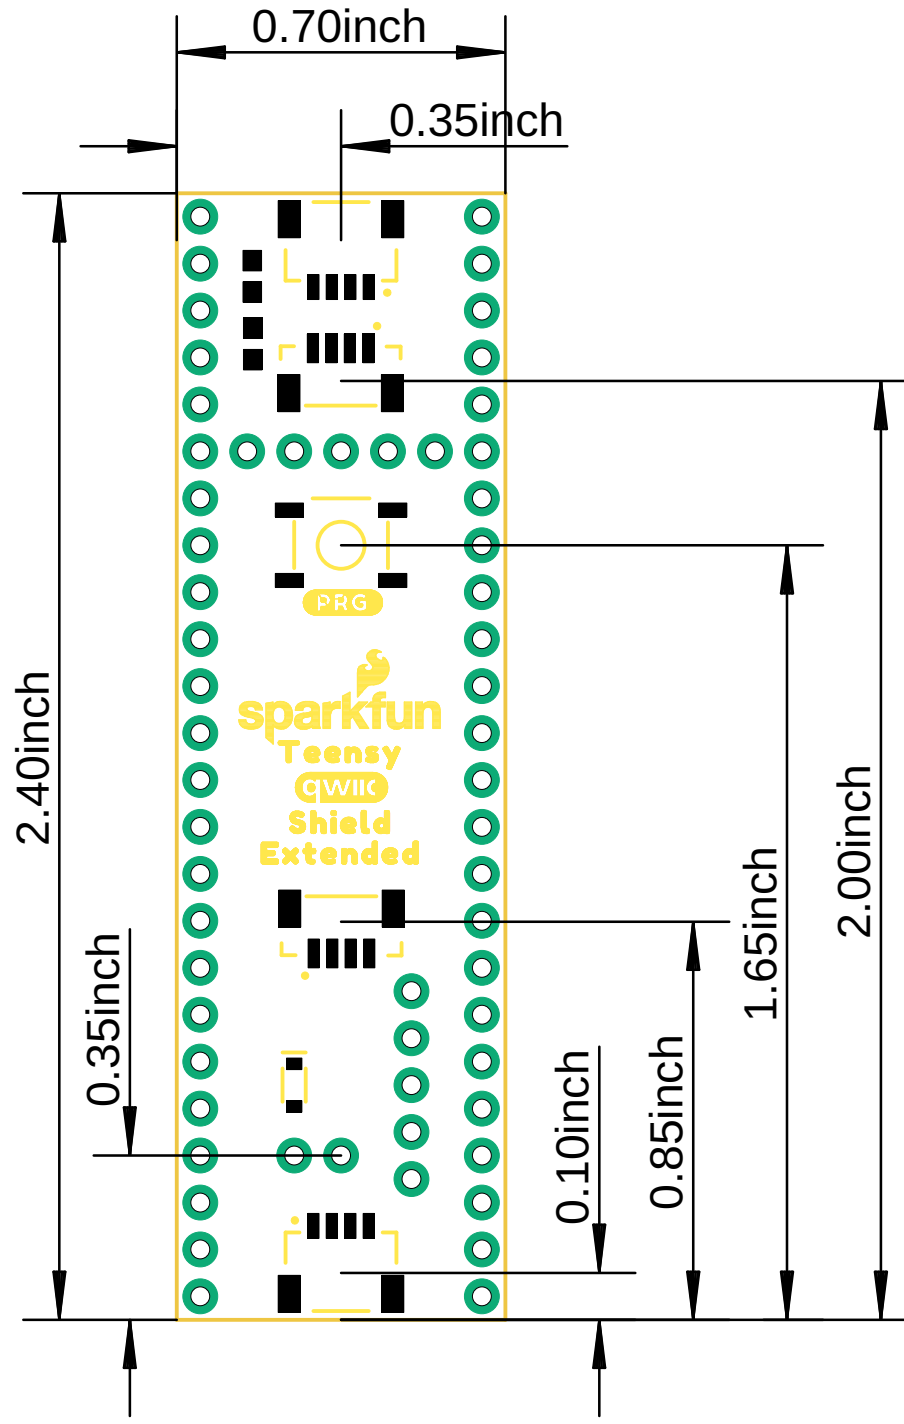 0.70inch
0.35inch
PRG
sparkfun
Teensy
qwiic
Shield
Extended
2.40inch
0.35inch
0.10inch
0.85inch
1.65inch
2.00inch